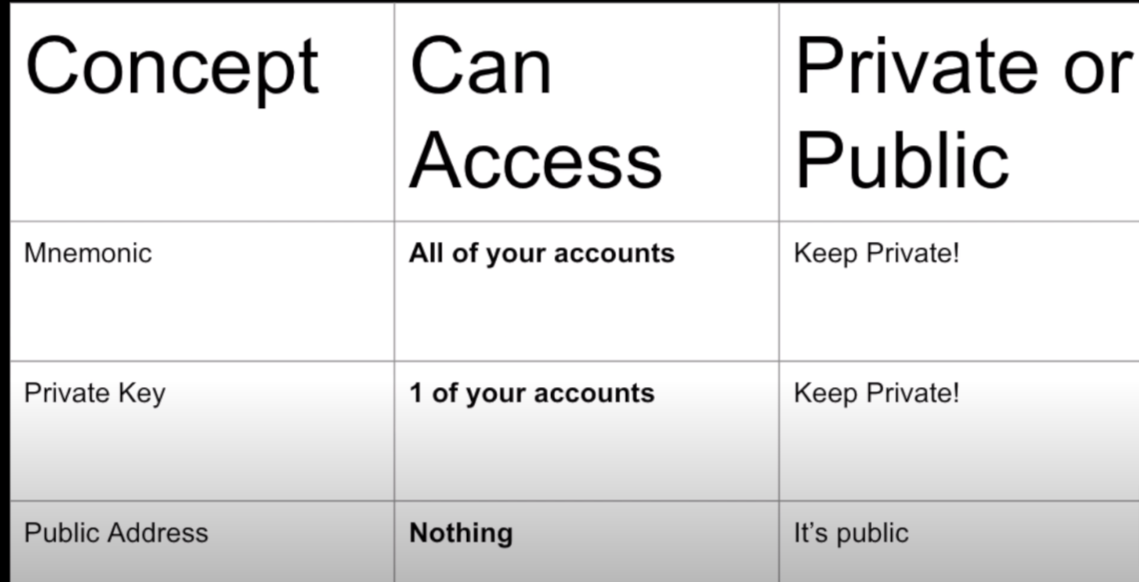 Concept
Can
Access
Private or
Public
Mnemonic
All of your accounts
Keep Private!
Private Key
1 of your accounts
Keep Private!
Public Address
Nothing
It’s public